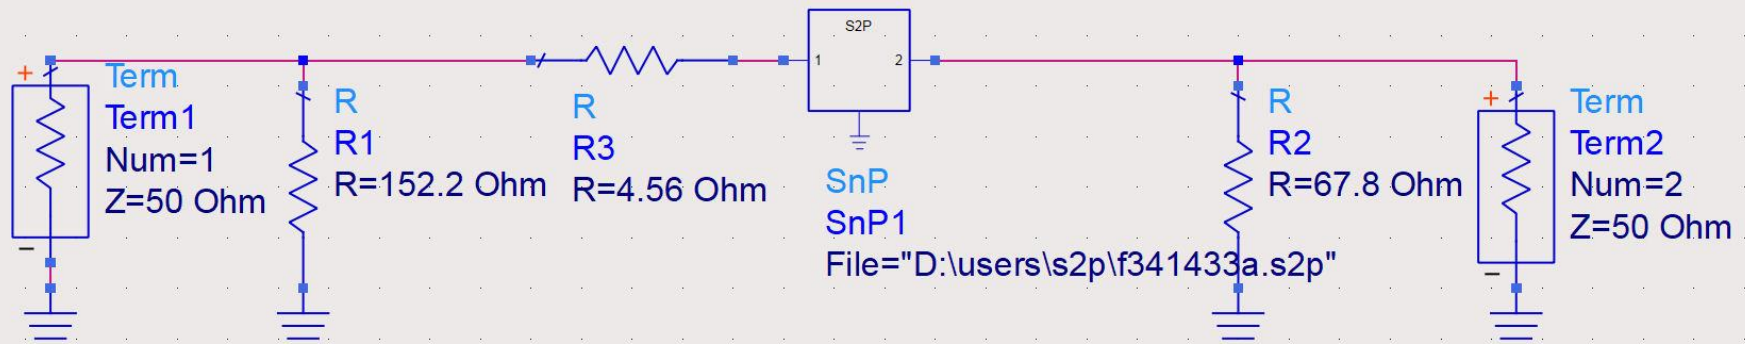 +
Term
Term1
Num=1
Z=50 Ohm
−
R
R1
R=152.2 Ohm
R
R3
R=4.56 Ohm
S2P
1
2
SnP
SnP1
File="D:\users\s2p\f341433a.s2p"
R
R2
R=67.8 Ohm
+
Term
Term2
Num=2
Z=50 Ohm
−